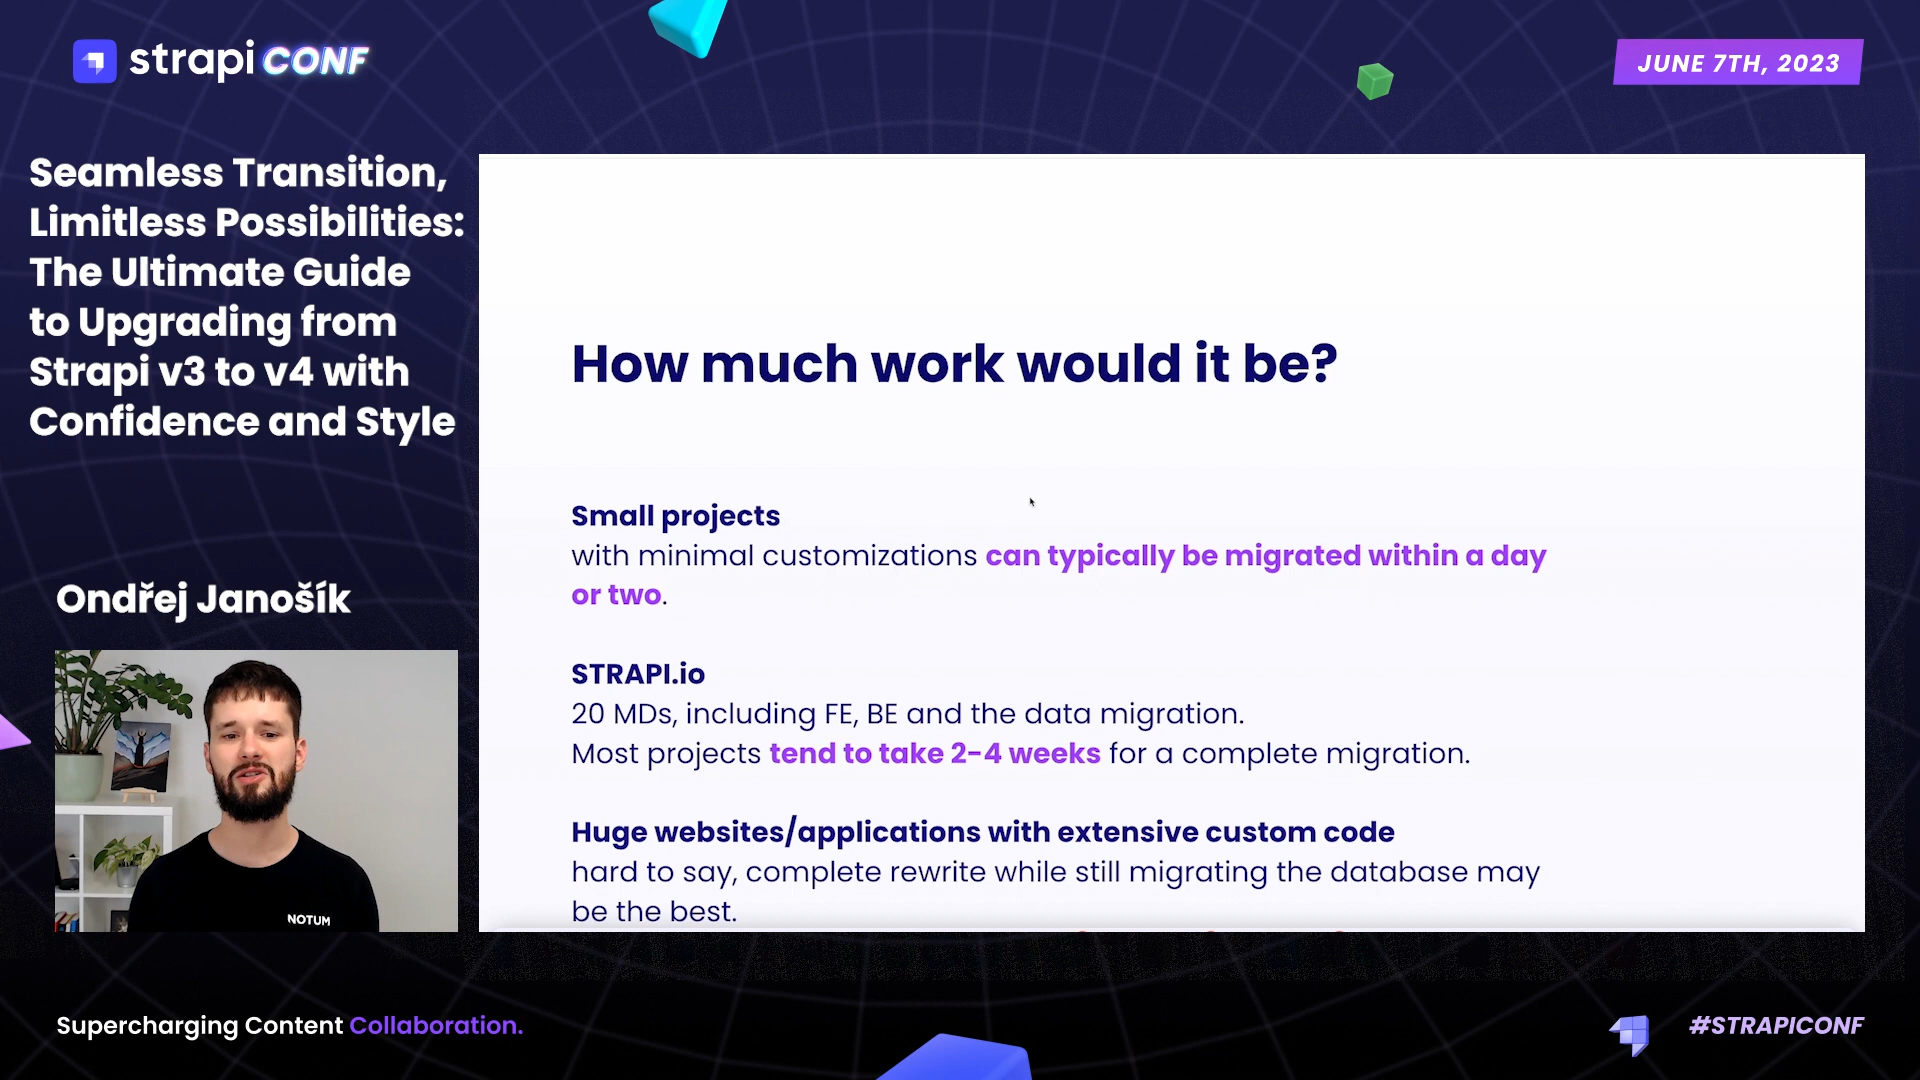 strapi CONF
JUNE 7TH, 2023
Seamless Transition,
Limitless Possibilities:
The Ultimate Guide
to Upgrading from
Strapi v3 to v4 with
Confidence and Style
Ondřej Janošík
NOTUM
How much work would it be?
Small projects
with minimal customizations can typically be migrated within a day
or two.
STRAPI.io
20 MDs, including FE, BE and the data migration.
Most projects tend to take 2-4 weeks for a complete migration.
Huge websites/applications with extensive custom code
hard to say, complete rewrite while still migrating the database may
be the best.
Supercharging Content Collaboration.
#STRAPICONF